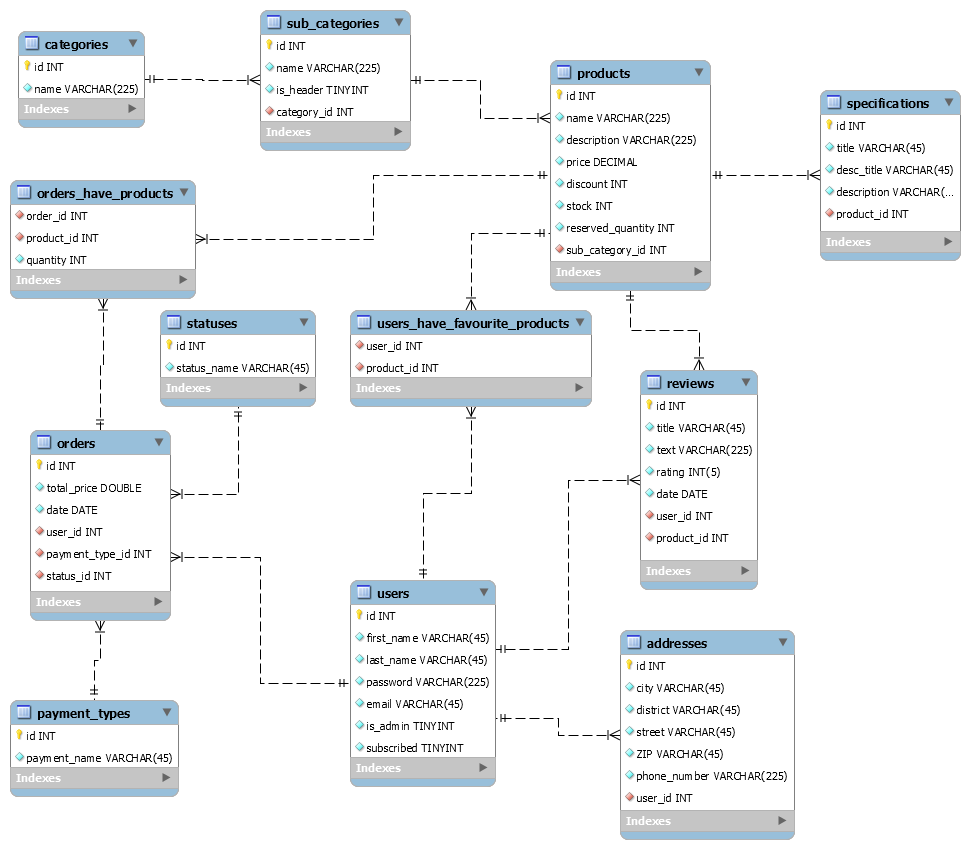 categories
id INT
name VARCHAR(225)
Indexes
sub_categories
id INT
name VARCHAR(225)
is_header TINYINT
category_id INT
Indexes
products
id INT
name VARCHAR(225)
description VARCHAR(225)
price DECIMAL
discount INT
stock INT
reserved_quantity INT
sub_category_id INT
Indexes
specifications
id INT
title VARCHAR(45)
desc_title VARCHAR(45)
description VARCHAR(...
product_id INT
Indexes
orders_have_products
order_id INT
product_id INT
quantity INT
Indexes
statuses
id INT
status_name VARCHAR(45)
Indexes
users_have_favourite_products
user_id INT
product_id INT
Indexes
reviews
id INT
title VARCHAR(45)
text VARCHAR(225)
rating INT(5)
date DATE
user_id INT
product_id INT
Indexes
orders
id INT
total_price DOUBLE
date DATE
user_id INT
payment_type_id INT
status_id INT
Indexes
users
id INT
first_name VARCHAR(45)
last_name VARCHAR(45)
password VARCHAR(225)
email VARCHAR(45)
is_admin TINYINT
subscribed TINYINT
Indexes
addresses
id INT
city VARCHAR(45)
district VARCHAR(45)
street VARCHAR(45)
ZIP VARCHAR(45)
phone_number VARCHAR(225)
user_id INT
Indexes
payment_types
id INT
payment_name VARCHAR(45)
Indexes